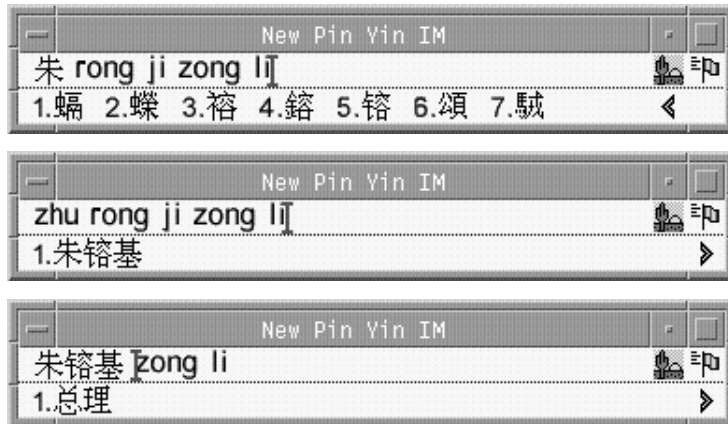 New Pin Yin IM
朱 rong ji zong li
1.螎 2.蠑 3.褣 4.鎔 5.镕 6.頌 7.駥
New Pin Yin IM
zhu rong ji zong li
1.朱镕基
New Pin Yin IM
朱镕基 zong li
1.总理